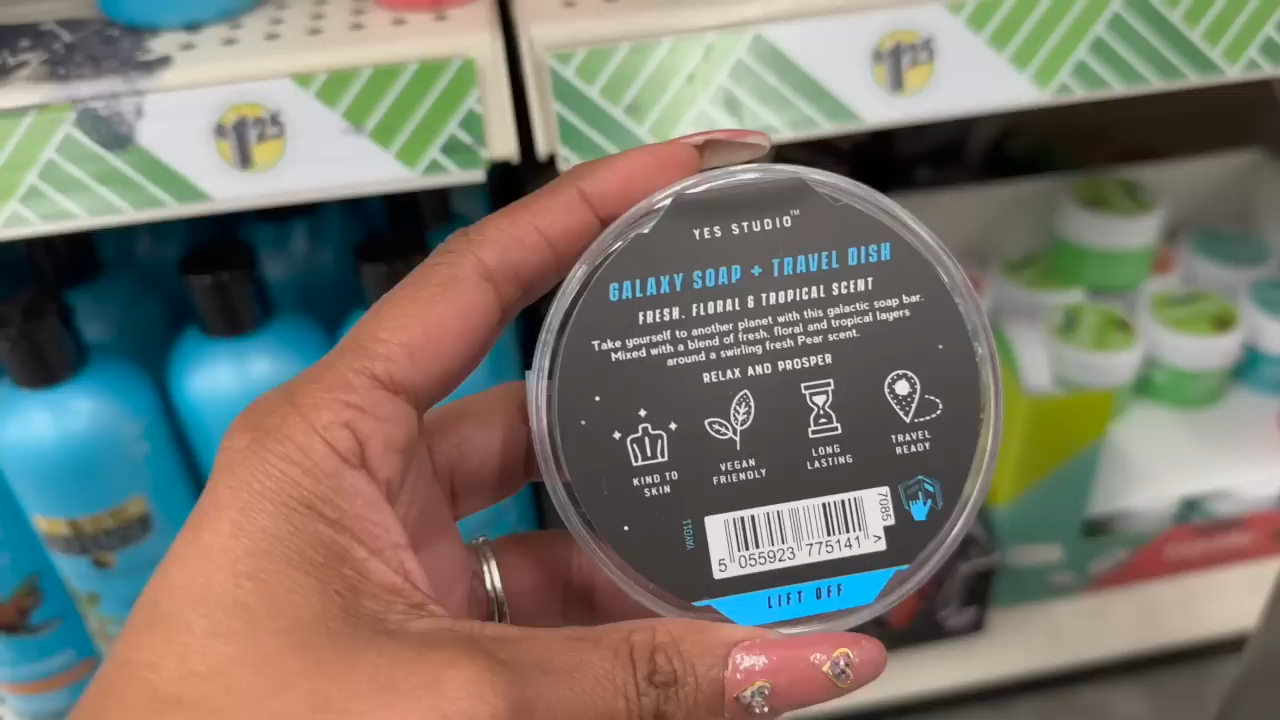 $1.25
$1.25
YES STUDIO™
GALAXY SOAP + TRAVEL DISH
FRESH, FLORAL & TROPICAL SCENT
Take yourself to another planet with this galactic soap bar.
Mixed with a blend of fresh, floral and tropical layers
around a swirling fresh Pear scent.
RELAX AND PROSPER
KIND TO
SKIN
VEGAN
FRIENDLY
LONG
LASTING
TRAVEL
READY
YAY011
7085
5 055923 775141 >
LIFT OFF